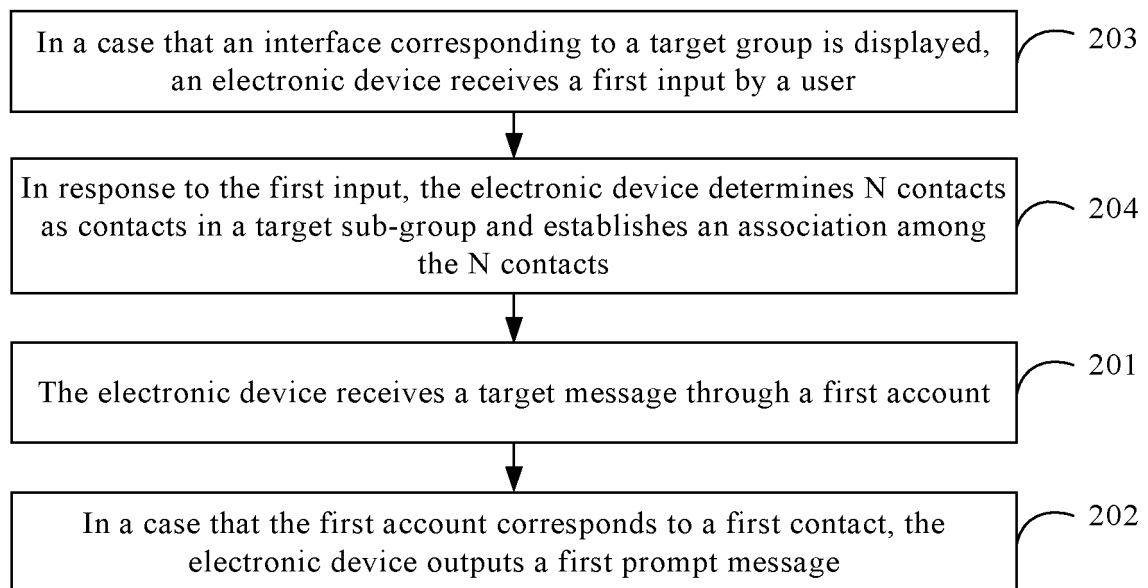 In a case that an interface corresponding to a target group is displayed,
an electronic device receives a first input by a user
203
In response to the first input, the electronic device determines N contacts
as contacts in a target sub-group and establishes an association among
the N contacts
204
The electronic device receives a target message through a first account
201
In a case that the first account corresponds to a first contact, the
electronic device outputs a first prompt message
202